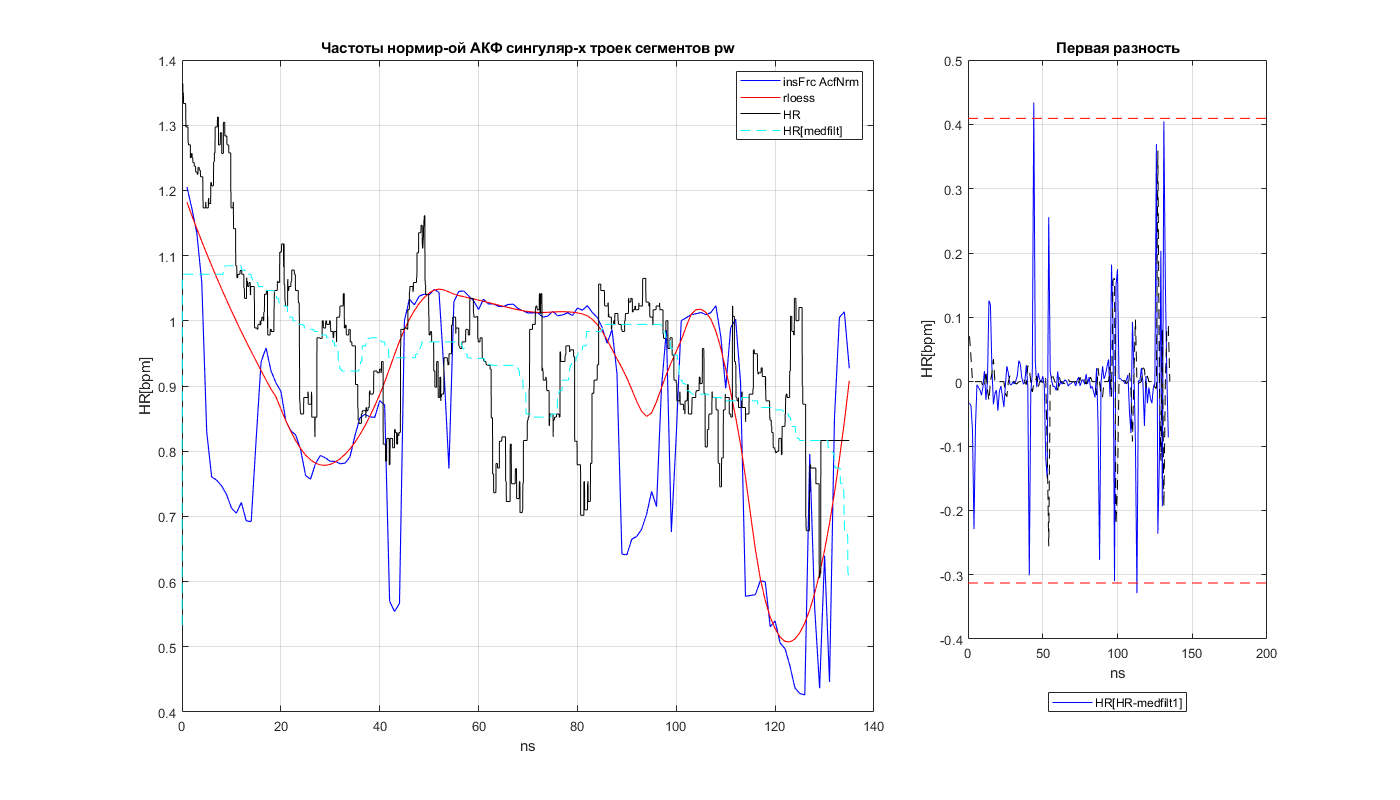 Частоты нормир-ой АКФ сингуляр-х троек сегментов pw
1.4
1.3
1.2
1.1
1
0.9
0.8
0.7
0.6
0.5
0.4
HR[bpm]
0 20 40 60 80 100 120 140
ns
insFrc AcfNrm
rloess
HR
HR[medfilt]
Первая разность
0.5
0.4
0.3
0.2
0.1
0
-0.1
-0.2
-0.3
-0.4
HR[bpm]
0 50 100 150 200
ns
HR[HR-medfilt1]